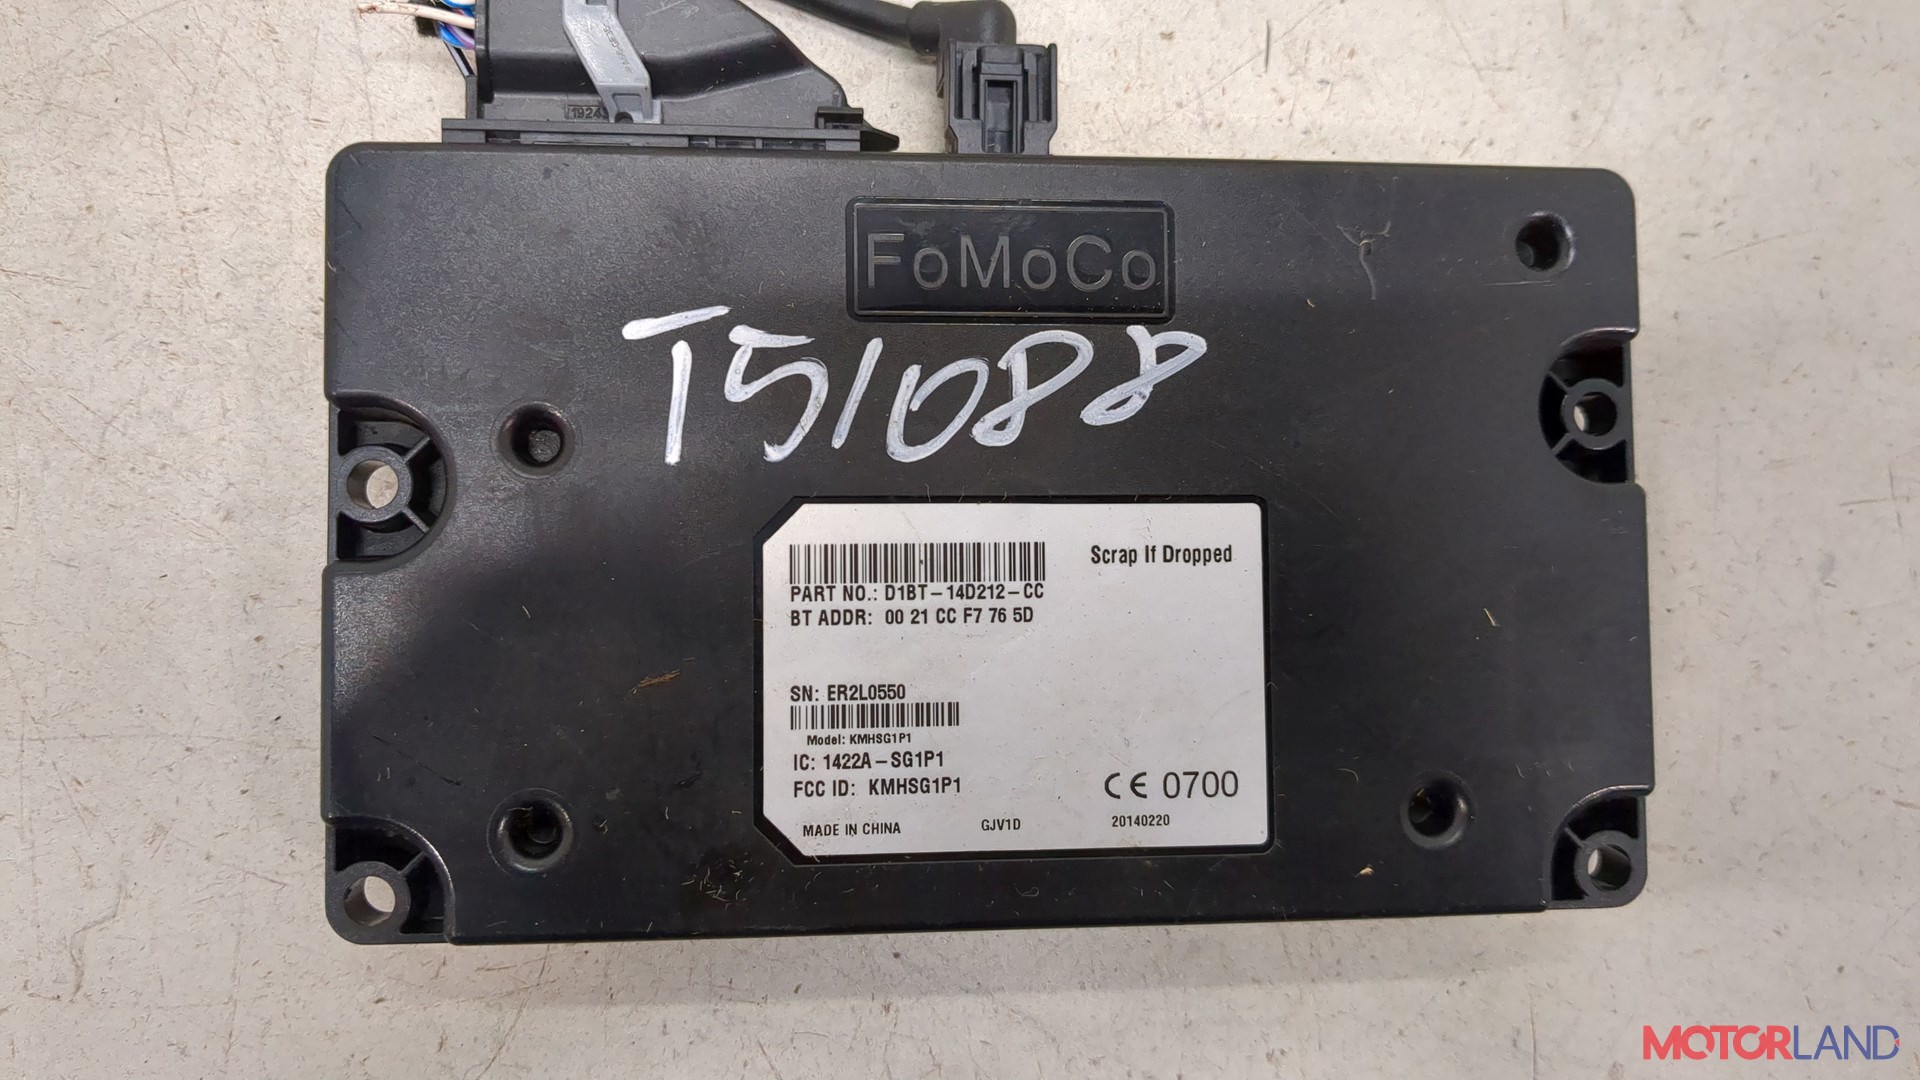 FoMoCo
T51088
Scrap If Dropped
PART NO.: D1BT-14D212-CC
BT ADDR: 00 21 CC F7 76 5D
SN: ER2L0550
Model: KMHSG1P1
IC: 1422A-SG1P1
FCC ID: KMHSG1P1
CE 0700
MADE IN CHINA GJV1D 20140220
MOTORLAND